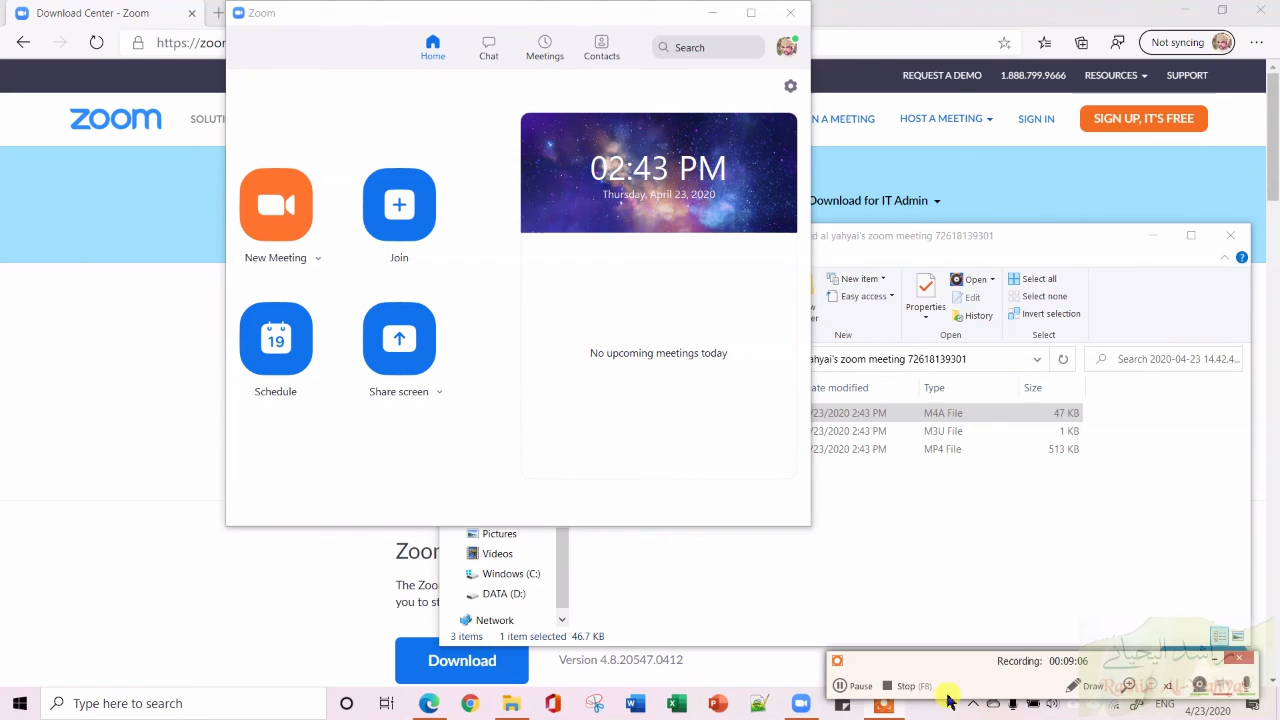 Download Center - Zoom
https://zoom
Not syncing
REQUEST A DEMO 1.888.799.9666 RESOURCES SUPPORT
zoom
SOLUTI
N A MEETING HOST A MEETING SIGN IN SIGN UP, IT'S FREE
Download for IT Admin
Zoom
Home Chat Meetings Contacts
Search
02:43 PM
Thursday, April 23, 2020
New Meeting
Join
19
Schedule
Share screen
No upcoming meetings today
d al yahyai's zoom meeting 72618139301
New item
Easy access
New
Properties
Open
Edit
History
Open
Select all
Select none
Invert selection
Select
ahyai's zoom meeting 72618139301
Search 2020-04-23 14.42.4...
ate modified Type Size
/23/2020 2:43 PM M4A File 47 KB
/23/2020 2:43 PM M3U File 1 KB
/23/2020 2:43 PM MP4 File 513 KB
Pictures
Videos
Windows (C:)
DATA (D:)
Network
3 items 1 item selected 46.7 KB
Zoom
The Zoo
you to st
Download
Version 4.8.20547.0412
Recording: 00:09:06
Pause Stop (F8) Draw x1
Type here to search
4/23/2020